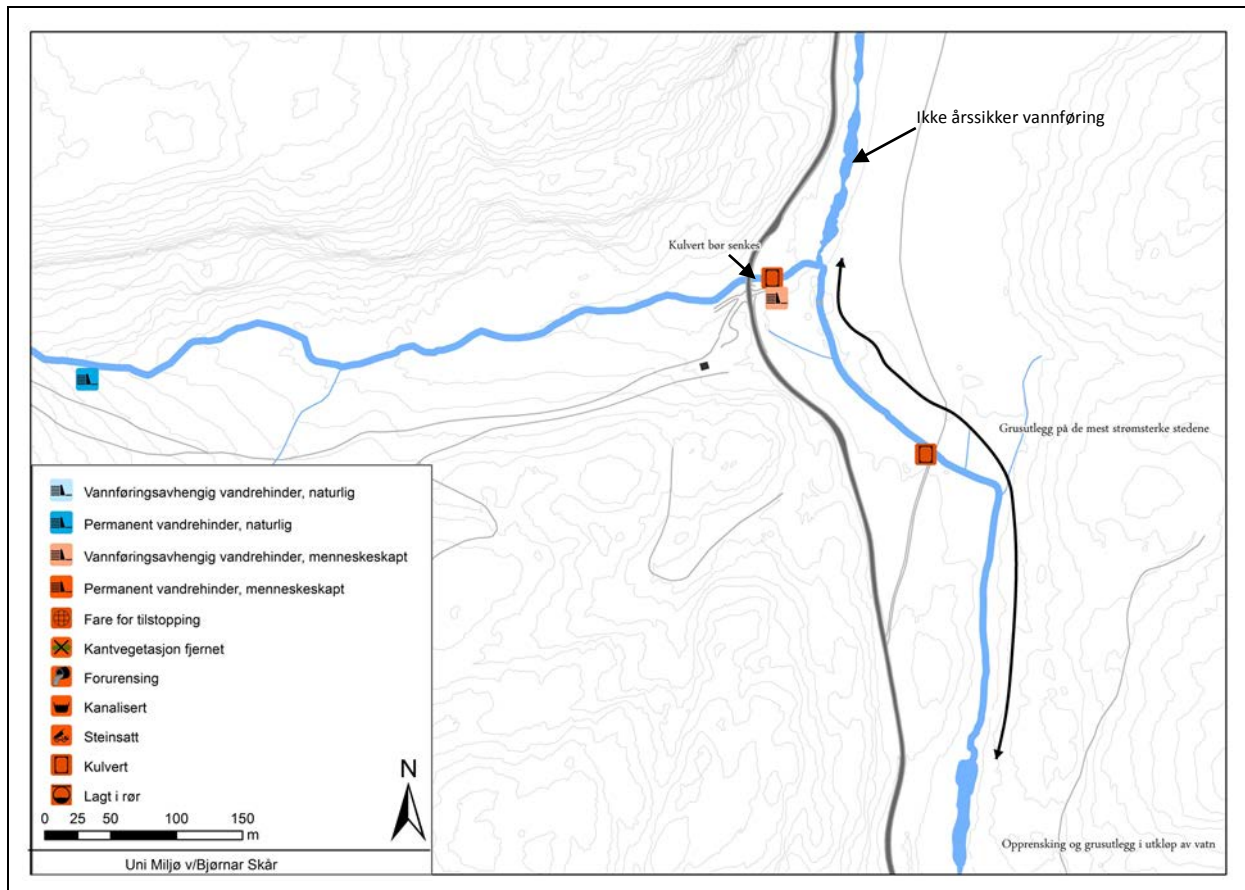 Ikke årssikker vannføring
Kulvert bør senkes
Grusutlegg på de mest strømsterke stedene
Vannføringsavhengig vandrehinder, naturlig
Permanent vandrehinder, naturlig
Vannføringsavhengig vandrehinder, menneskeskapt
Permanent vandrehinder, menneskeskapt
Fare for tilstopping
Kantvegetasjon fjernet
Forurensing
Kanalisert
Steinsatt
Kulvert
Lagt i rør
N
0 25 50 100 150
m
Opprensking og grusutlegg i utkløp av vatn
Uni Miljø v/Bjørnar Skår